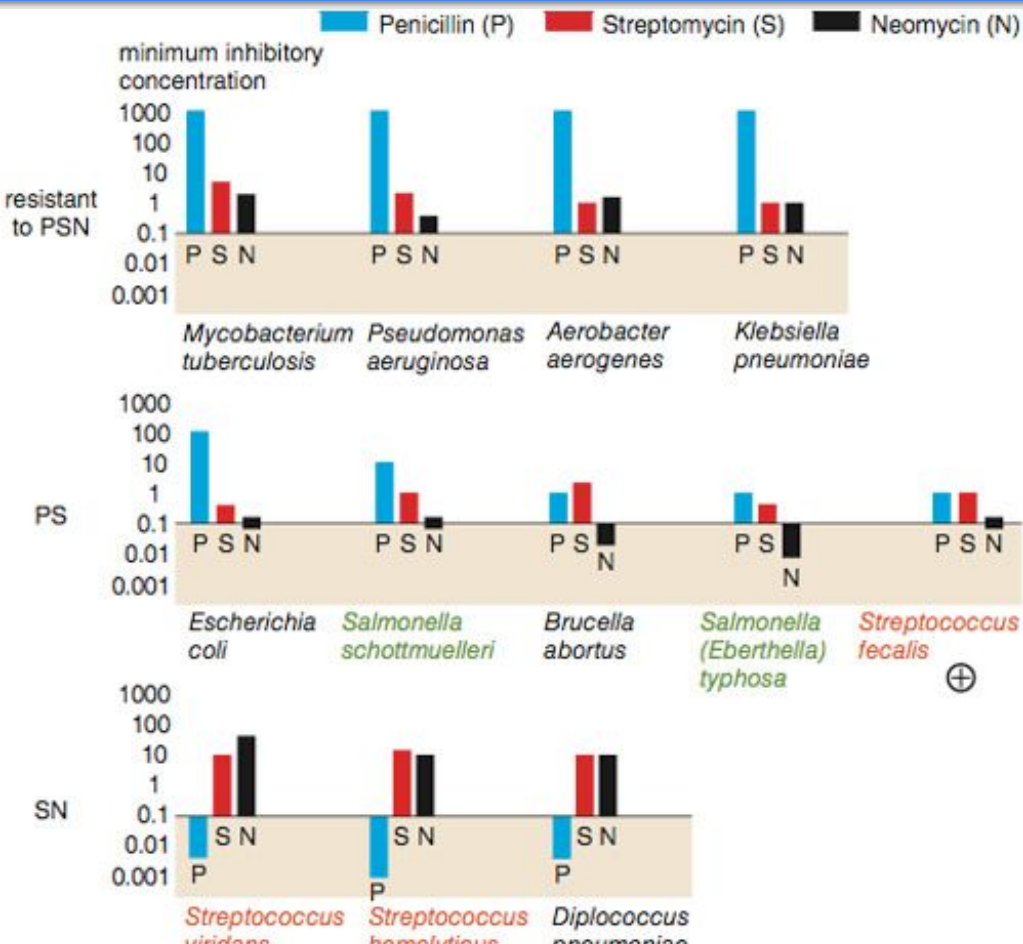 Penicillin (P) Streptomycin (S) Neomycin (N)
minimum inhibitory
concentration
1000
100
10
1
0.1
0.01
0.001
resistant
to PSN
P S N P S N P S N P S N
Mycobacterium Pseudomonas Aerobacter Klebsiella
tuberculosis aeruginosa aerogenes pneumoniae
1000
100
10
1
0.1
0.01
0.001
PS
P S N P S N P S N P S N P S N
Escherichia Salmonella Brucella Salmonella Streptococcus
coli schottmuelleri abortus (Eberthella) fecalis
typhosa
1000
100
10
1
0.1
0.01
0.001
SN
S N S N S N
P P P
Streptococcus Streptococcus Diplococcus